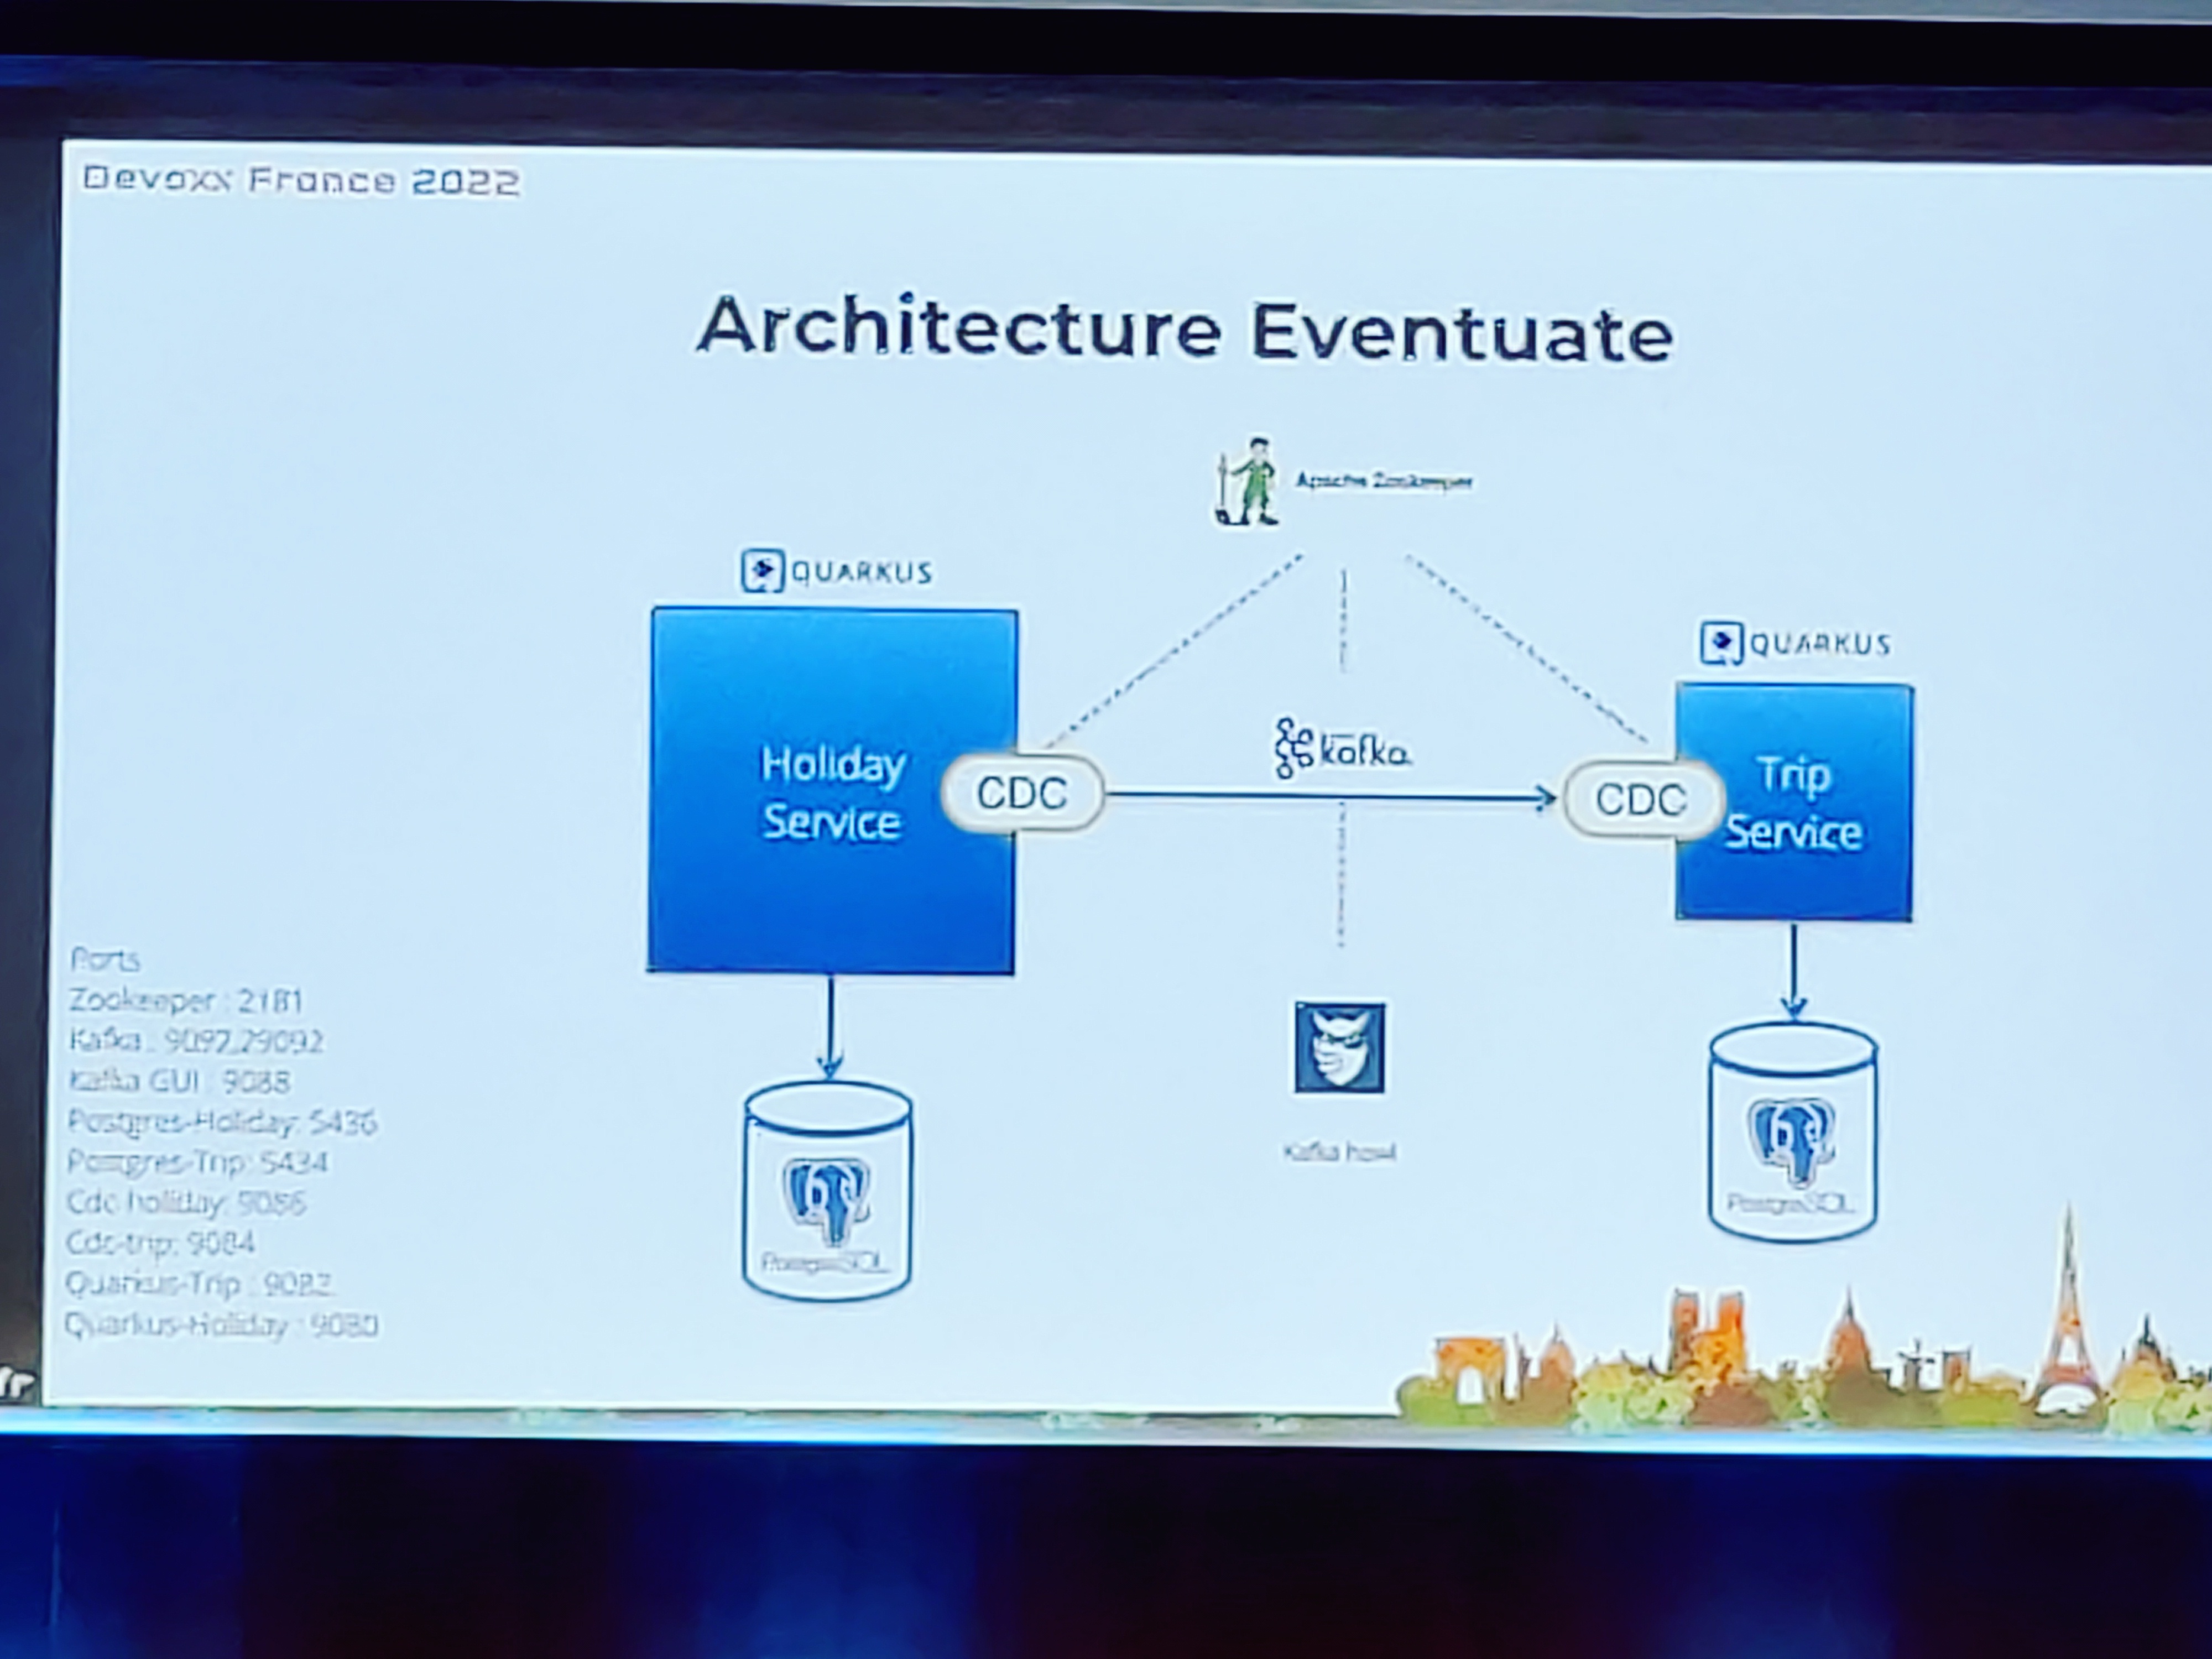 Devoxx France 2022
Architecture Eventuate
Apache Zookeeper
QUARKUS
QUARKUS
kafka
Holiday
Service
CDC
CDC
Trip
Service
Ports
Zookeeper : 2181
Kafka : 9092,29092
Kafka GUI : 9088
Postgres-Holiday: 5436
Postgres-Trip: 5434
Cdc-holiday: 9086
Cdc-trip: 9084
Quarkus-Trip : 9082
Quarkus-Holiday : 9080
Kafka howl
PostgreSQL
PostgreSQL